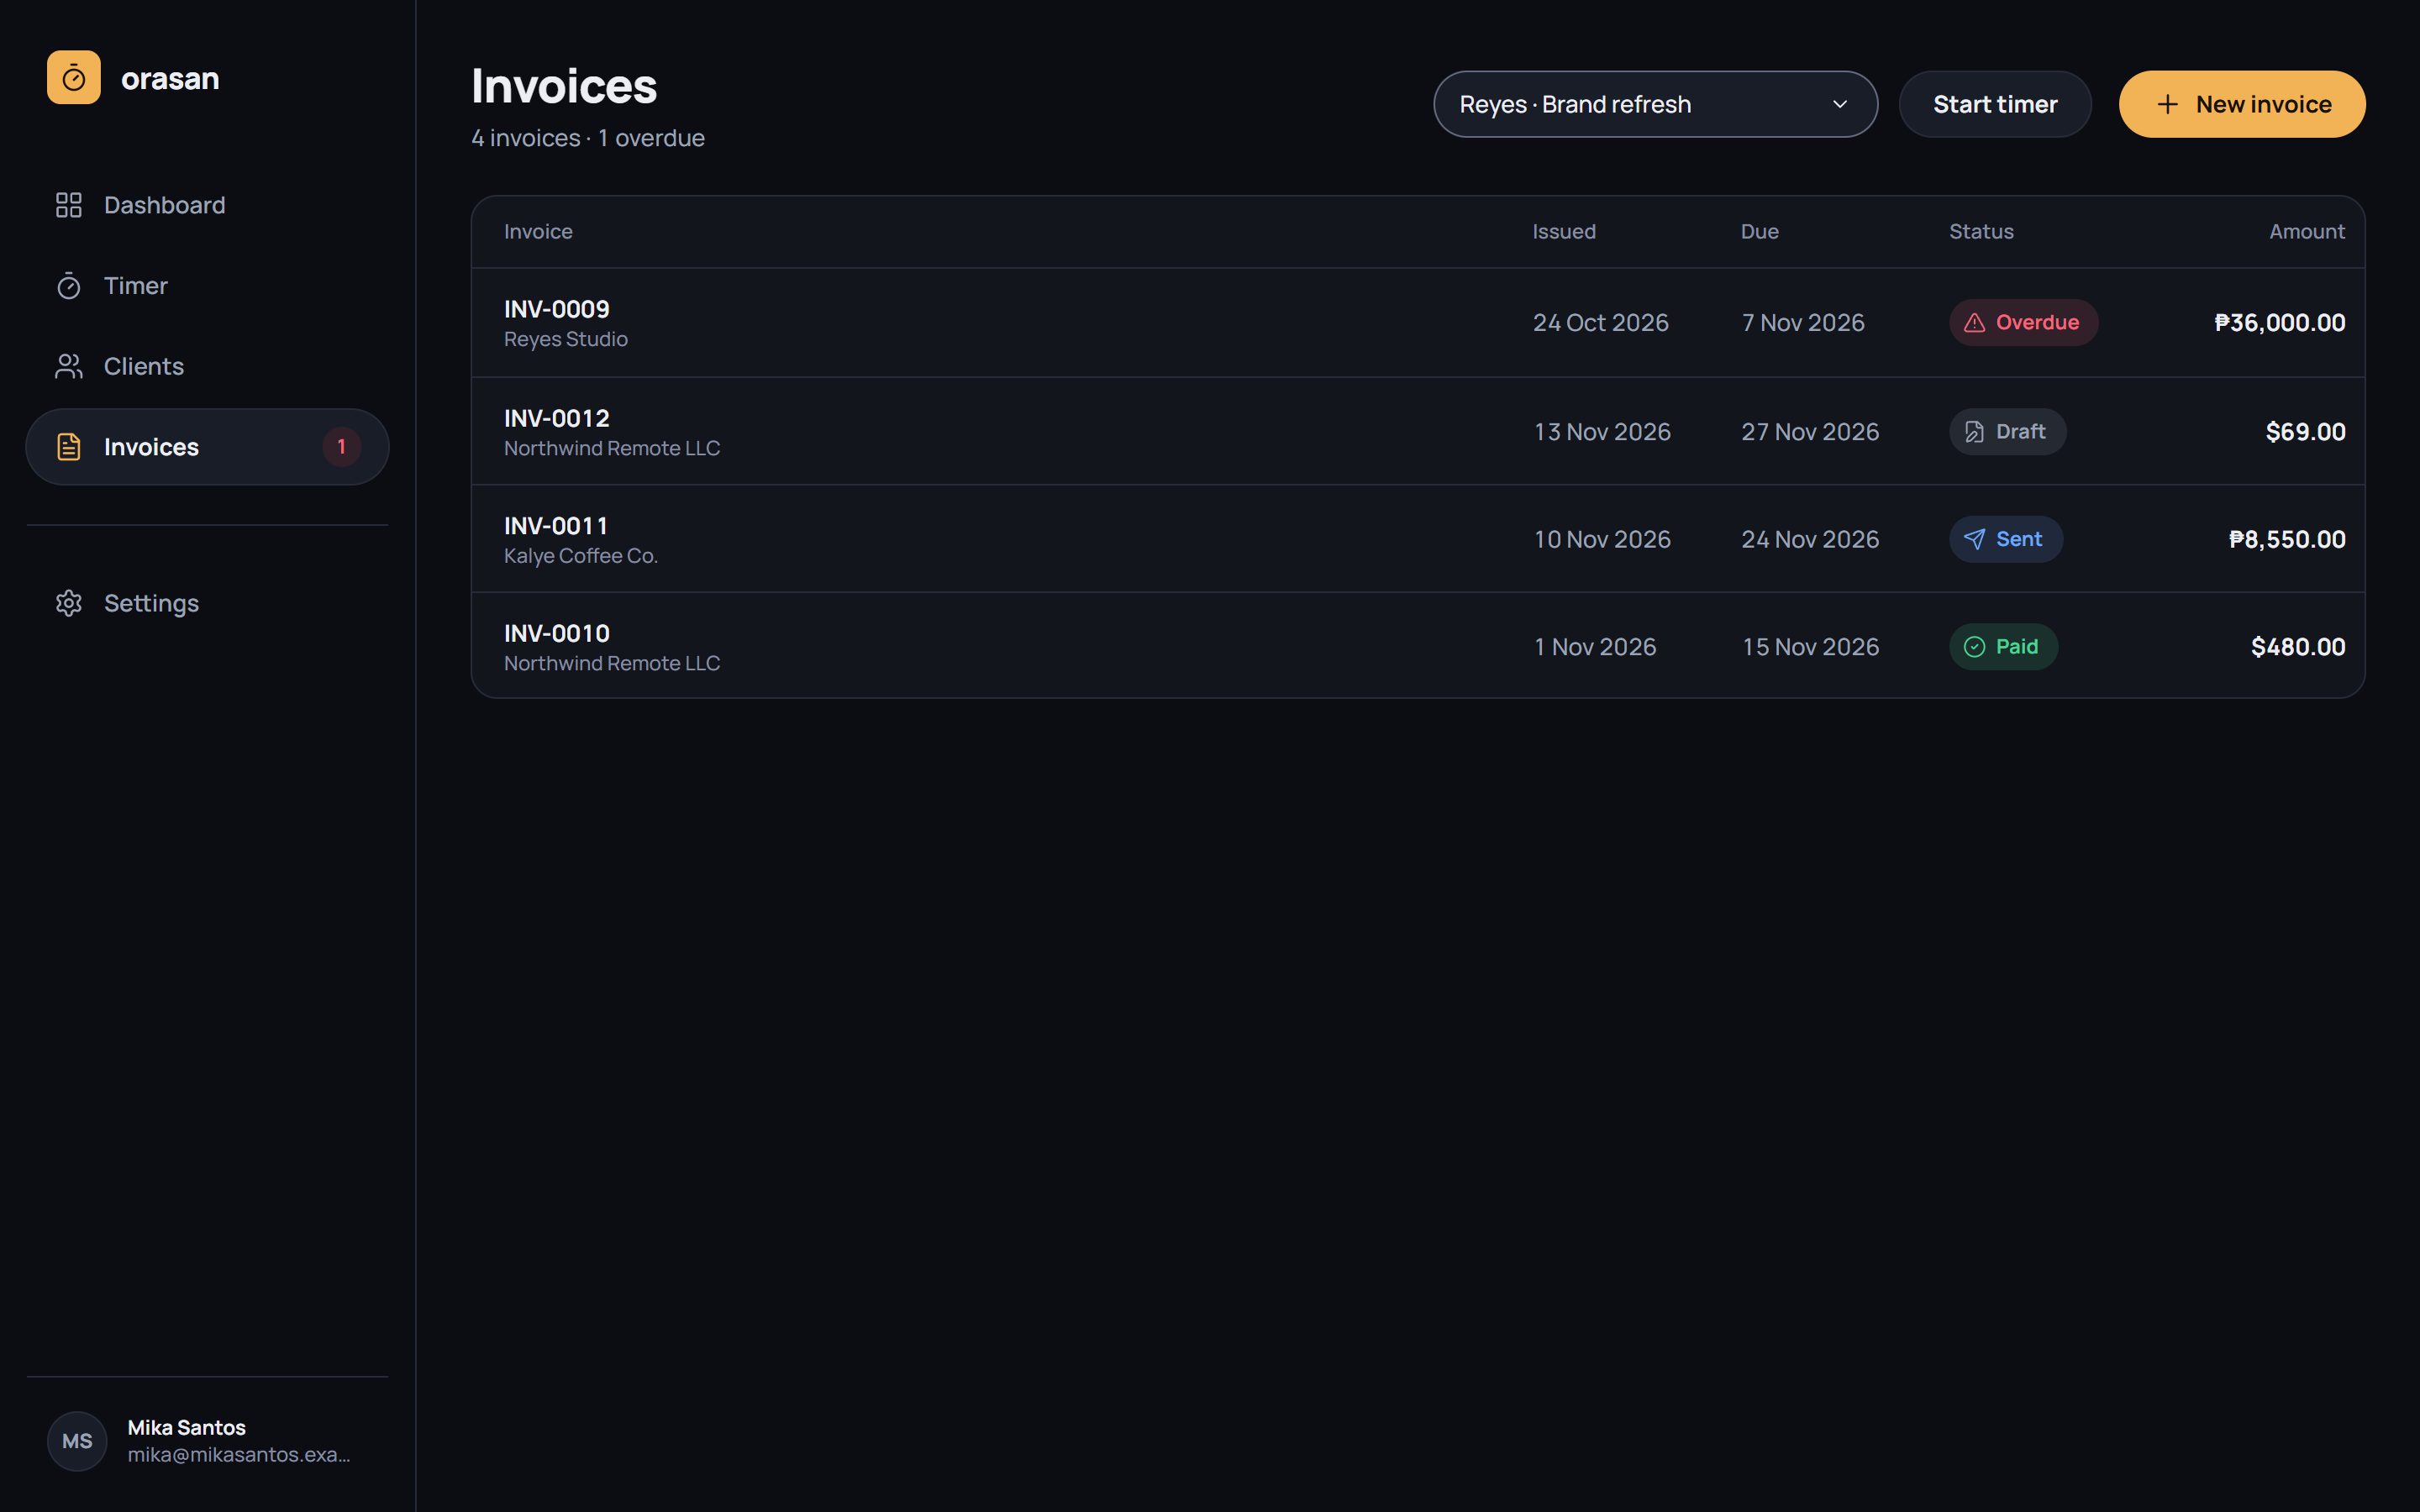 orasan
Dashboard
Timer
Clients
Invoices 1
Settings
MS
Mika Santos
mika@mikasantos.exa...
Invoices
4 invoices · 1 overdue
Reyes · Brand refresh
Start timer
New invoice
Invoice Issued Due Status Amount
INV-0009
Reyes Studio
24 Oct 2026 7 Nov 2026 Overdue ₱36,000.00
INV-0012
Northwind Remote LLC
13 Nov 2026 27 Nov 2026 Draft $69.00
INV-0011
Kalye Coffee Co.
10 Nov 2026 24 Nov 2026 Sent ₱8,550.00
INV-0010
Northwind Remote LLC
1 Nov 2026 15 Nov 2026 Paid $480.00